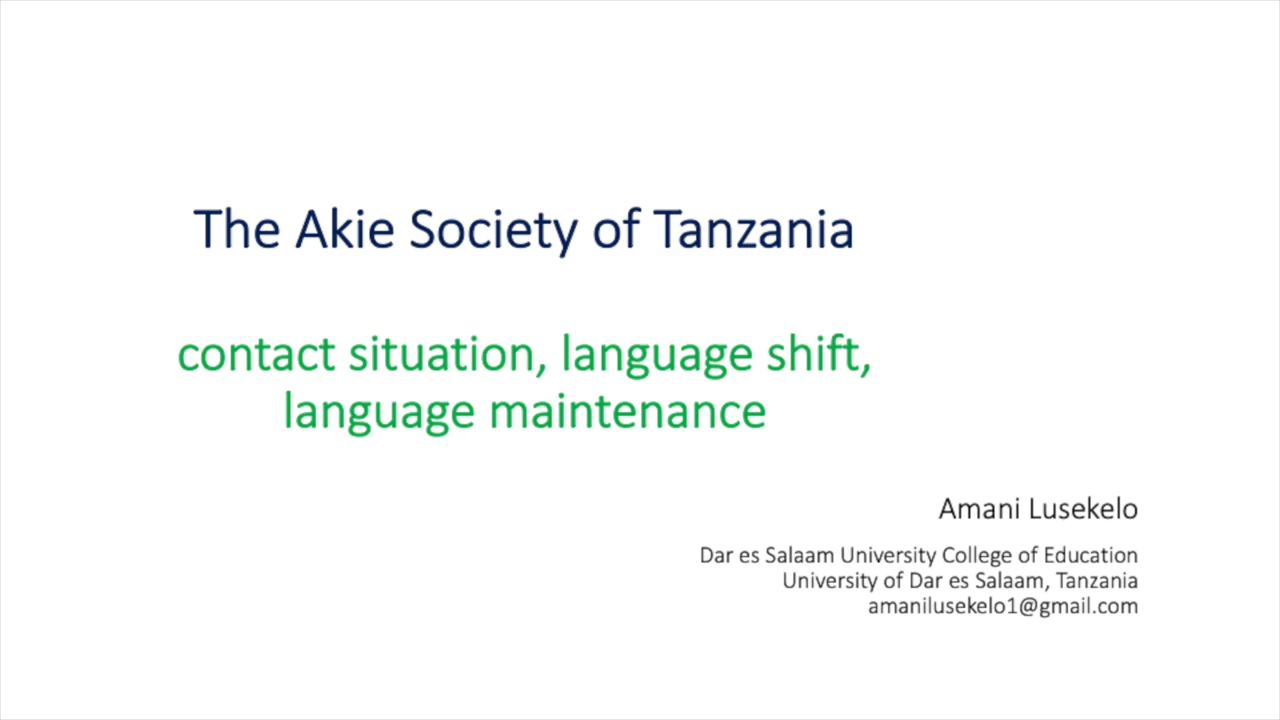 The Akie Society of Tanzania
contact situation, language shift,
language maintenance
Amani Lusekelo
Dar es Salaam University College of Education
University of Dar es Salaam, Tanzania
amanilusekelo1@gmail.com